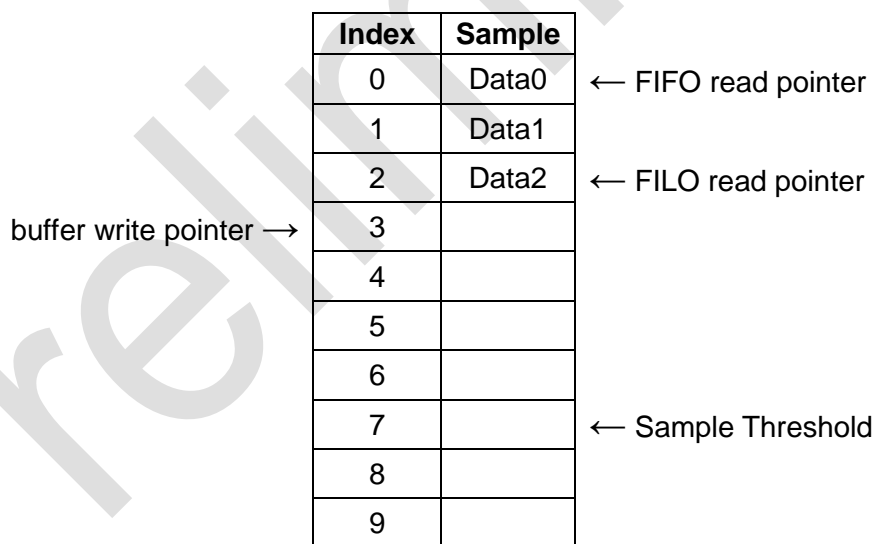 Index Sample
0 Data0 ← FIFO read pointer
1 Data1
2 Data2 ← FILO read pointer
buffer write pointer → 3
4
5
6
7 ← Sample Threshold
8
9
relim